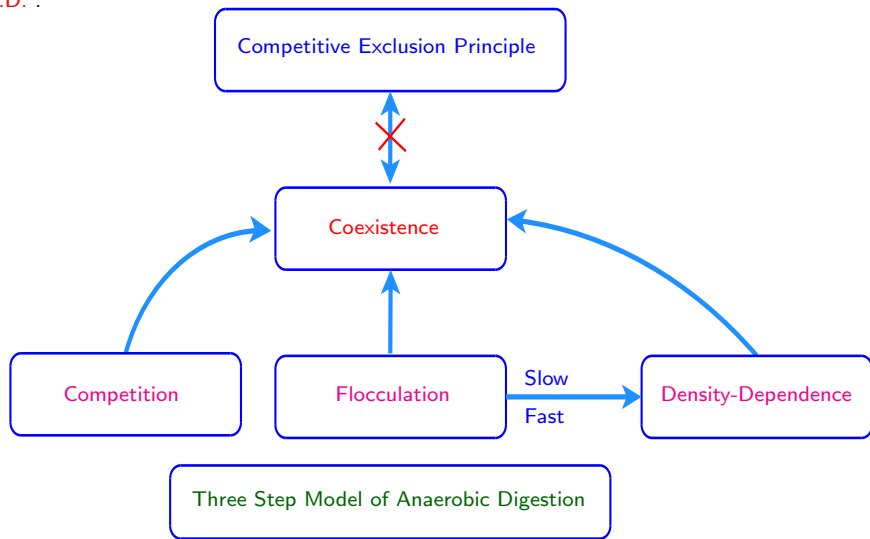 .D. .
Competitive Exclusion Principle
Coexistence
Competition
Flocculation
Slow
Fast
Density-Dependence
Three Step Model of Anaerobic Digestion